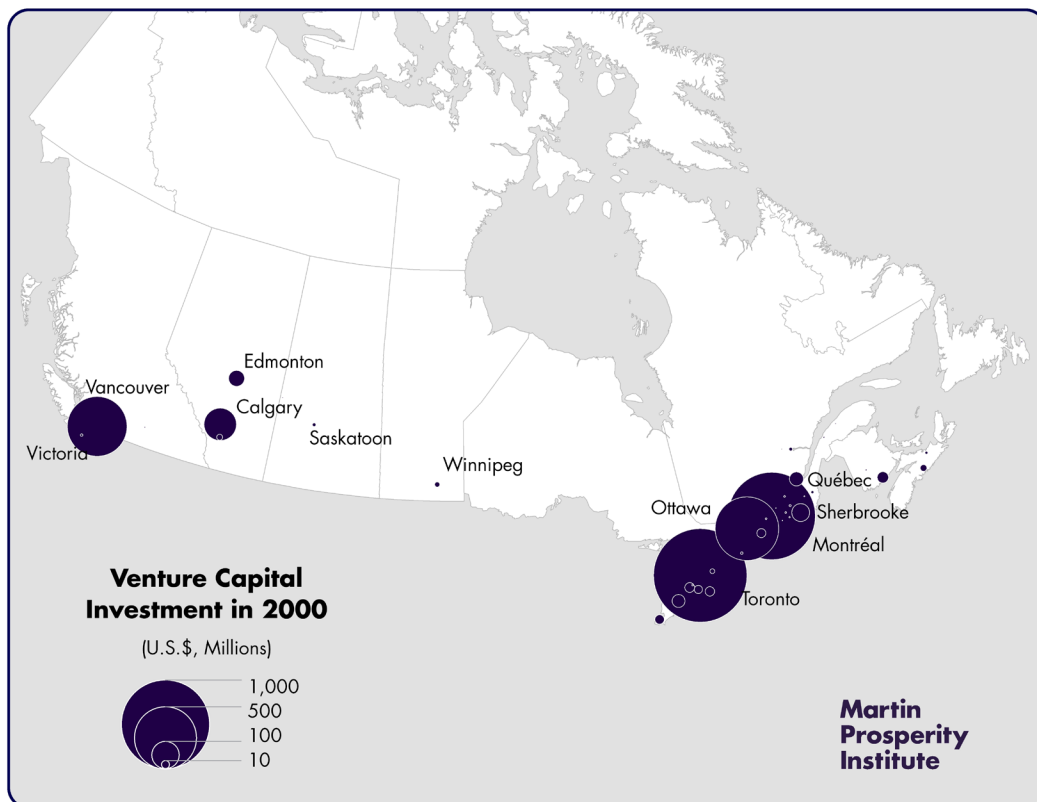 Edmonton
Vancouver
Calgary
Saskatoon
Victoria
Winnipeg
Québec
Ottawa
Sherbrooke
Montréal
Toronto
Venture Capital
Investment in 2000
(U.S.$, Millions)
1,000
500
100
10
Martin
Prosperity
Institute